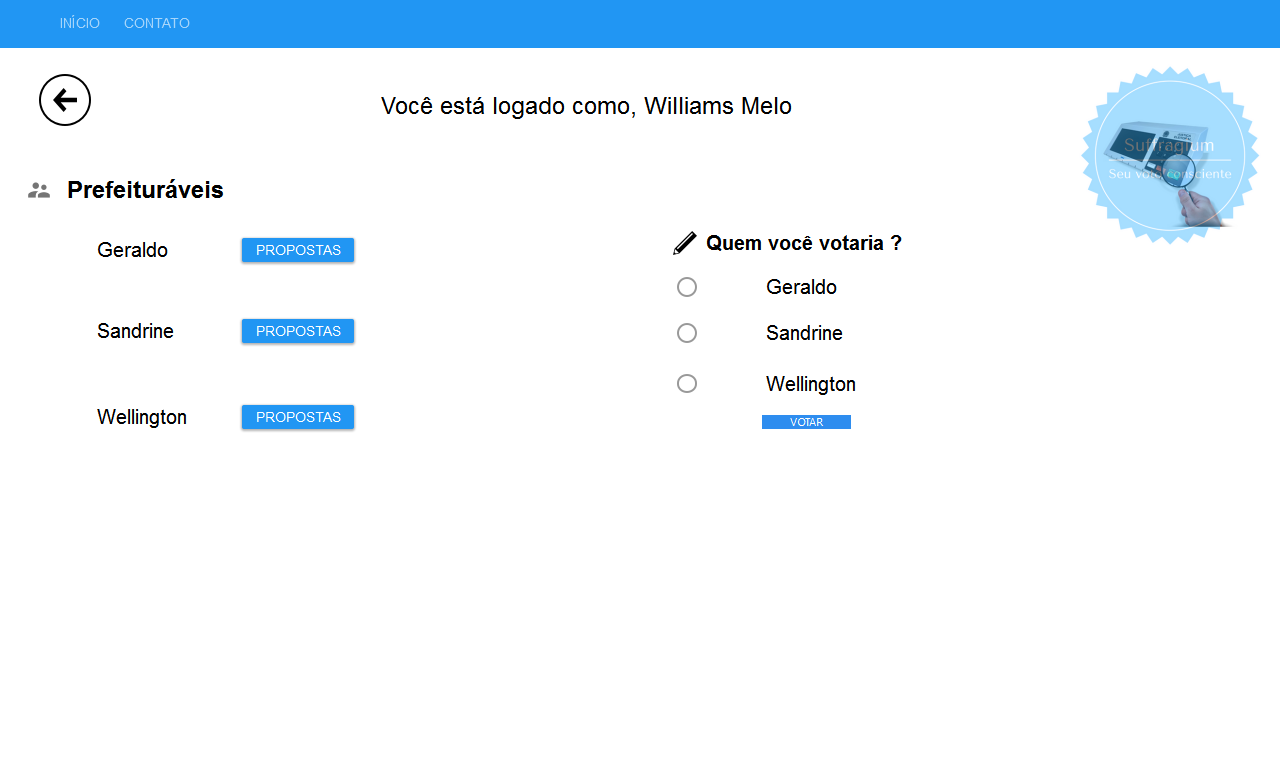 INÍCIO CONTATO
Você está logado como, Williams Melo
Suffragium
Seu voto Consciente
Prefeituráveis
Geraldo PROPOSTAS
Sandrine PROPOSTAS
Wellington PROPOSTAS
Quem você votaria ?
Geraldo
Sandrine
Wellington
VOTAR